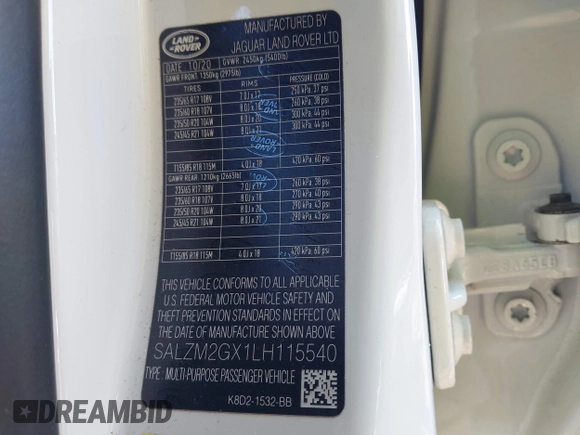 LAND
ROVER
MANUFACTURED BY
JAGUAR LAND ROVER LTD
DATE: 10/20 GVWR: 2450kg (5400lb)
GAWR FRONT: 1350kg (2975lb)
TIRES RIMS PRESSURE (COLD)
235/65 R17 108V 7.0J x 17 250 kPa, 37 psi
235/60 R18 107V 8.0J x 260 kPa, 38 psi
235/50 R20 104W 8.0J x 20 300 kPa, 44 psi
245/45 R21 104W 8.0J x 21 300 kPa, 44 psi
T155/85 R18 115M 4.0J x 18 420 kPa, 60 psi
GAWR REAR: 1210kg (2665lb)
235/65 R17 108V 7.0J x 17 260 kPa, 38 psi
235/60 R18 107V 8.0J x 18 270 kPa, 40 psi
235/50 R20 104W 8.0J x 20 290 kPa, 43 psi
245/45 R21 104W 8.0J x 21 290 kPa, 43 psi
T155/85 R18 115M 4.0J x 18 420 kPa, 60 psi
THIS VEHICLE CONFORMS TO ALL APPLICABLE
U.S. FEDERAL MOTOR VEHICLE SAFETY AND
THEFT PREVENTION STANDARDS IN EFFECT ON
THE DATE OF MANUFACTURE SHOWN ABOVE.
SALZM2GX1LH115540
TYPE: MULTI-PURPOSE PASSENGER VEHICLE
K8D2-1532-BB
DREAMBID